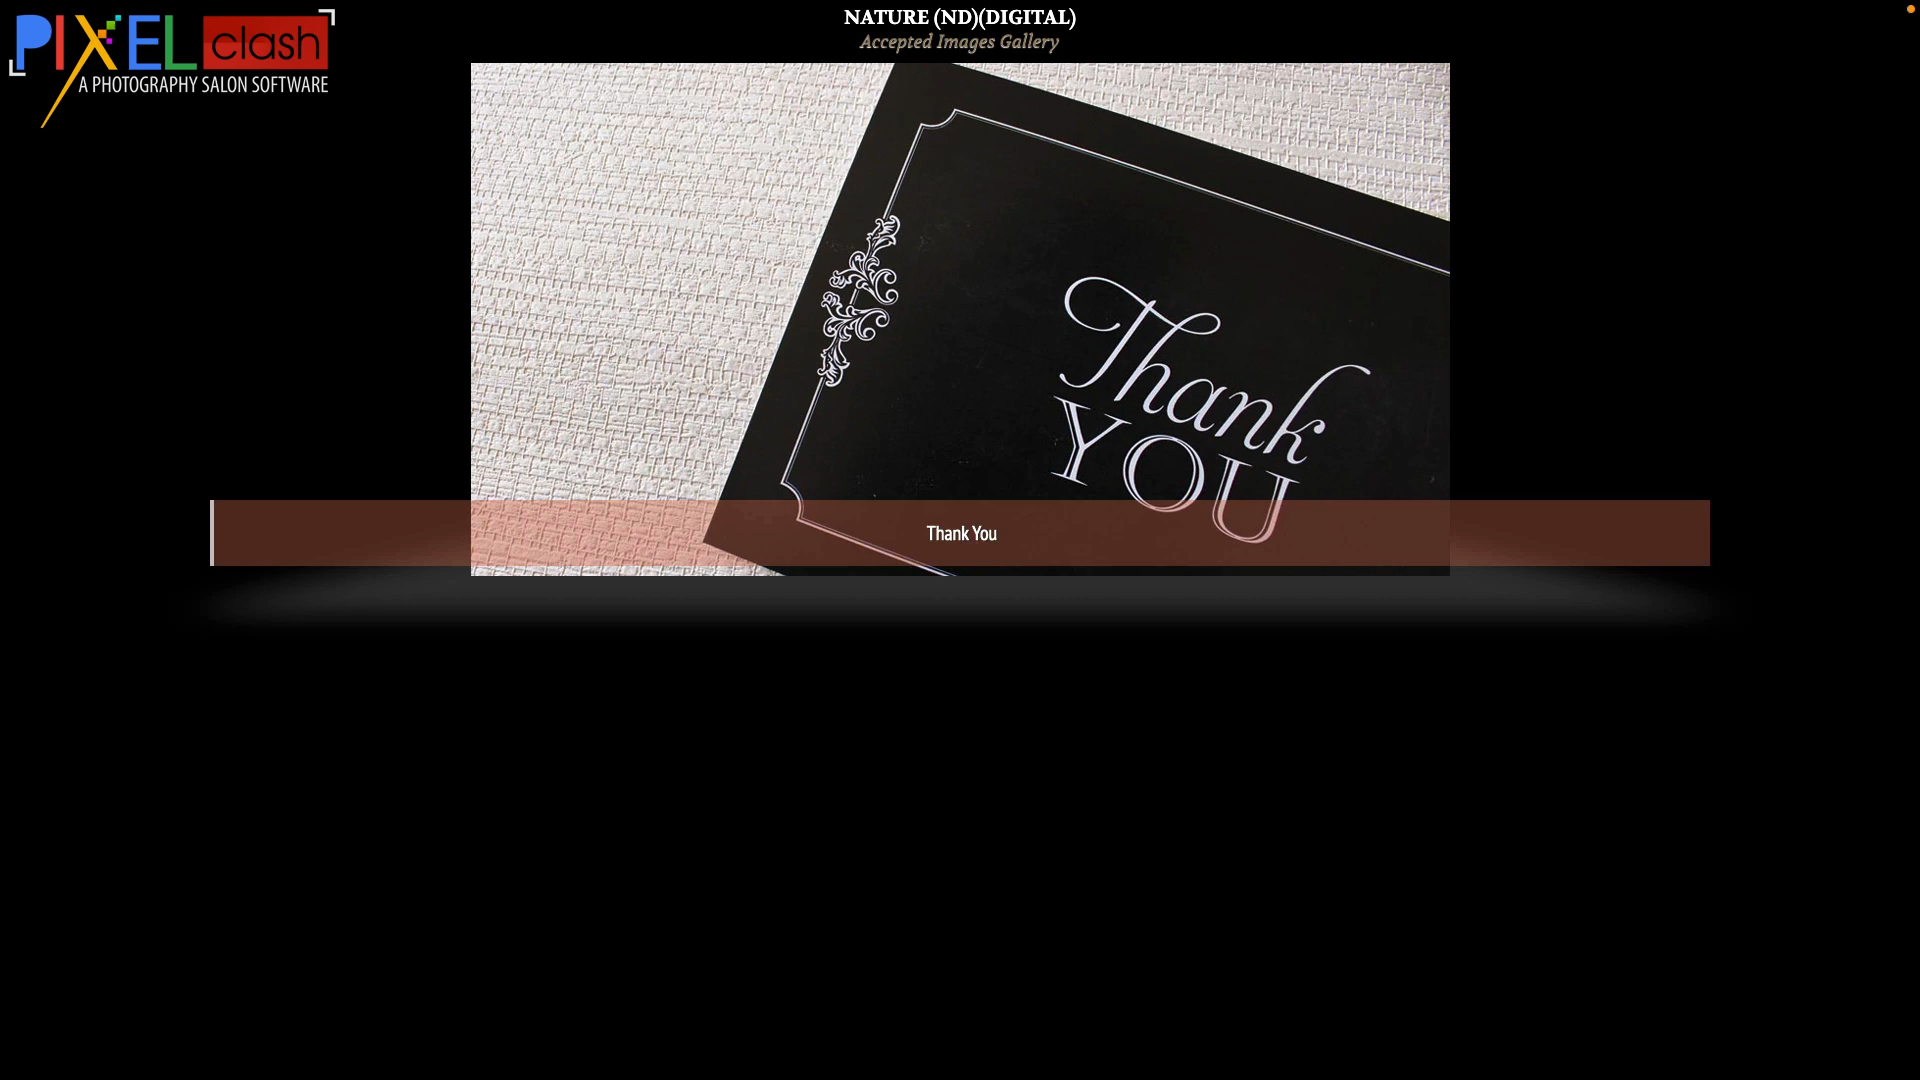 PIXEL clash
A PHOTOGRAPHY SALON SOFTWARE
NATURE (ND)(DIGITAL)
Accepted Images Gallery
Thank
YOU
Thank You